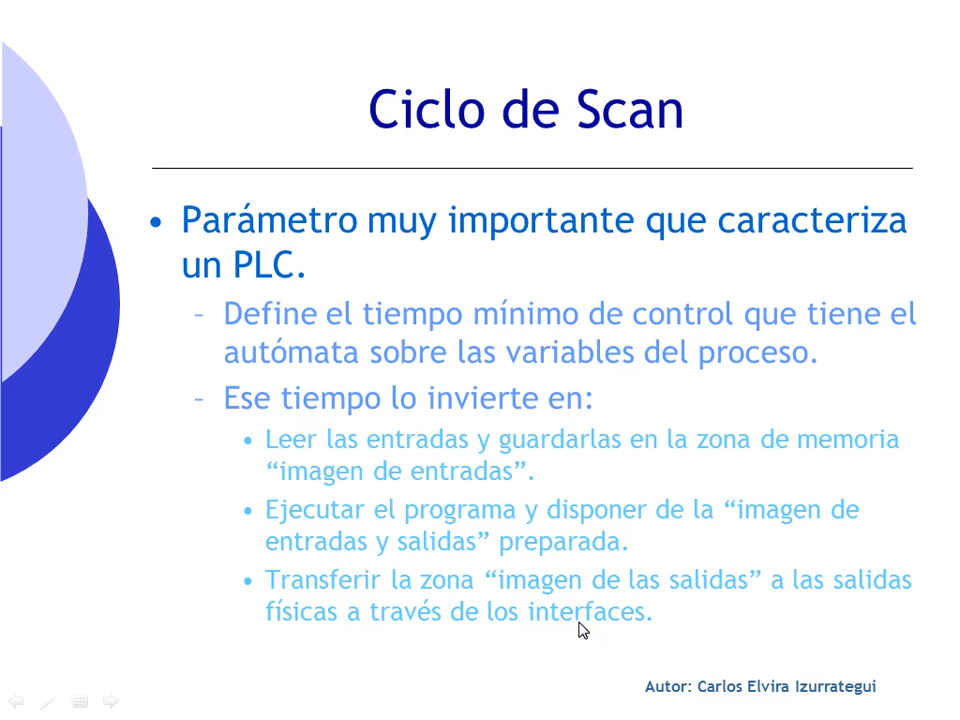 Ciclo de Scan
• Parámetro muy importante que caracteriza
un PLC.
– Define el tiempo mínimo de control que tiene el
autómata sobre las variables del proceso.
– Ese tiempo lo invierte en:
• Leer las entradas y guardarlas en la zona de memoria
“imagen de entradas”.
• Ejecutar el programa y disponer de la “imagen de
entradas y salidas” preparada.
• Transferir la zona “imagen de las salidas” a las salidas
físicas a través de los interfaces.
Autor: Carlos Elvira Izurrategui